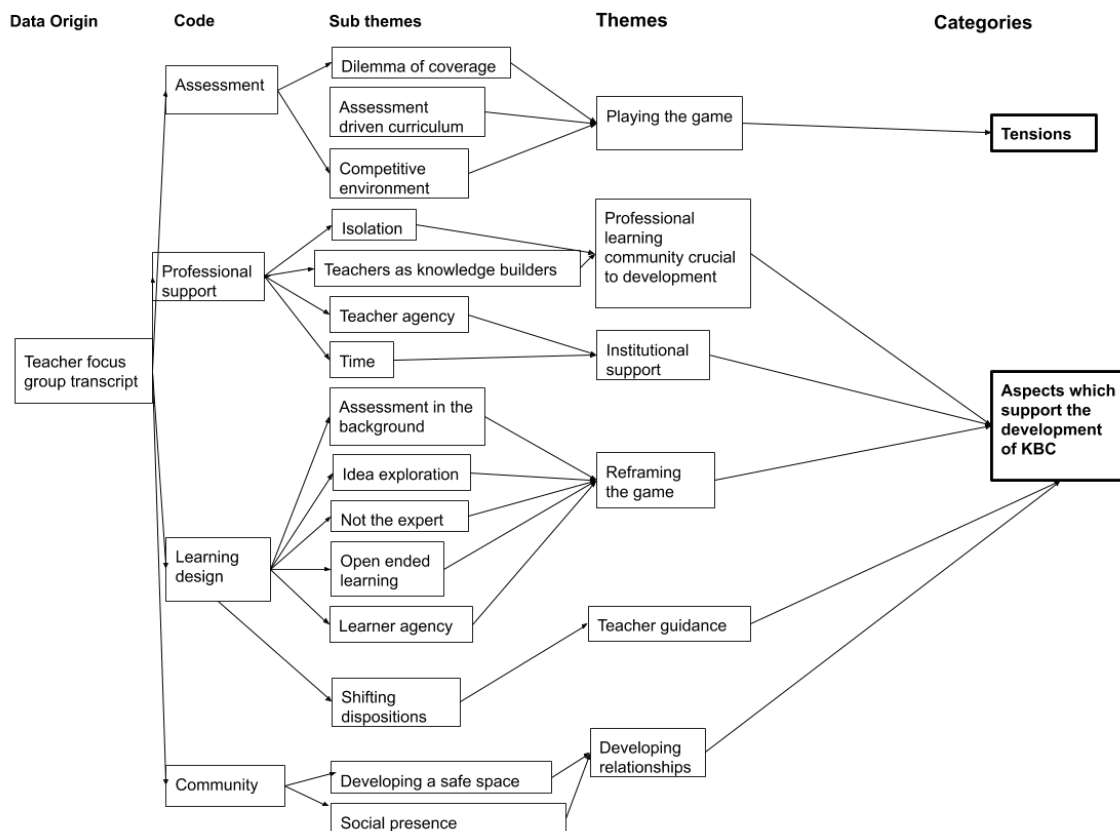 Data Origin
Code
Sub themes
Themes
Categories
Teacher focus
group transcript
Assessment
Professional
support
Learning
design
Community
Dilemma of coverage
Assessment
driven curriculum
Competitive
environment
Isolation
Teachers as knowledge builders
Teacher agency
Time
Assessment in the
background
Idea exploration
Not the expert
Open ended
learning
Learner agency
Shifting
dispositions
Developing a safe space
Social presence
Playing the game
Professional
learning
community crucial
to development
Institutional
support
Reframing
the game
Teacher guidance
Developing
relationships
Tensions
Aspects which
support the
development
of KBC